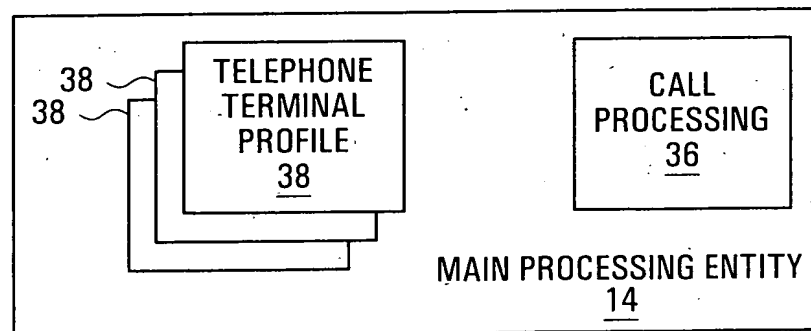 38
38
TELEPHONE
TERMINAL
PROFILE
38
CALL
PROCESSING
36
MAIN PROCESSING ENTITY
14